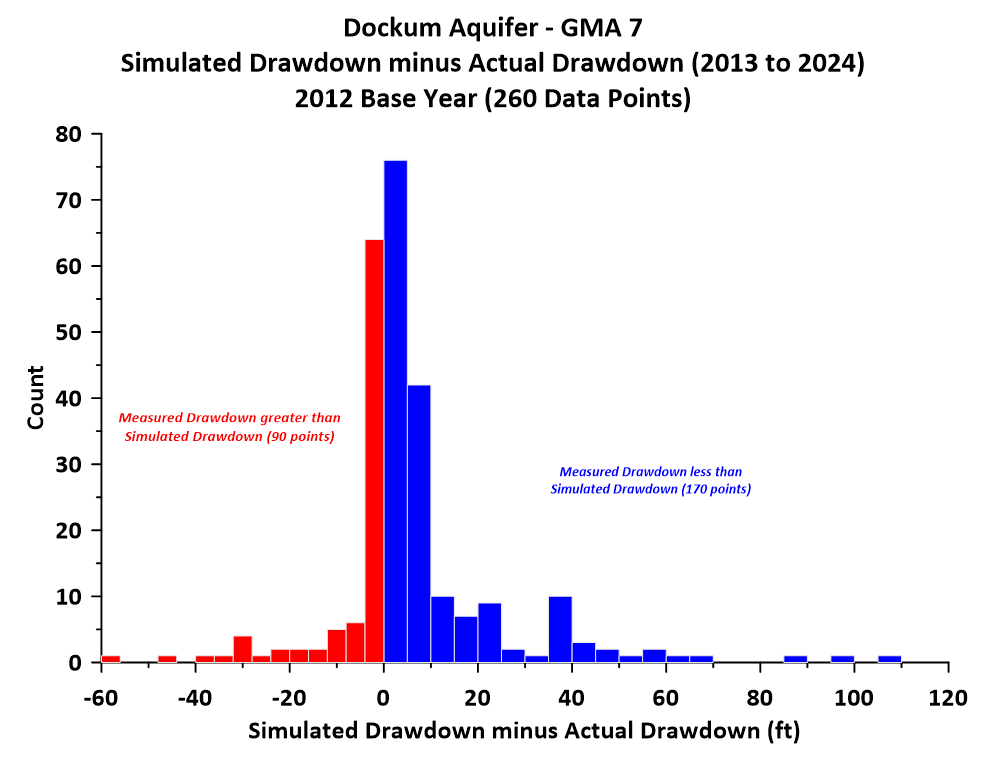 Dockum Aquifer - GMA 7
Simulated Drawdown minus Actual Drawdown (2013 to 2024)
2012 Base Year (260 Data Points)
80
70
60
50
40
30
20
10
0
Count
Measured Drawdown greater than
Simulated Drawdown (90 points)
Measured Drawdown less than
Simulated Drawdown (170 points)
-60 -40 -20 0 20 40 60 80 100 120
Simulated Drawdown minus Actual Drawdown (ft)